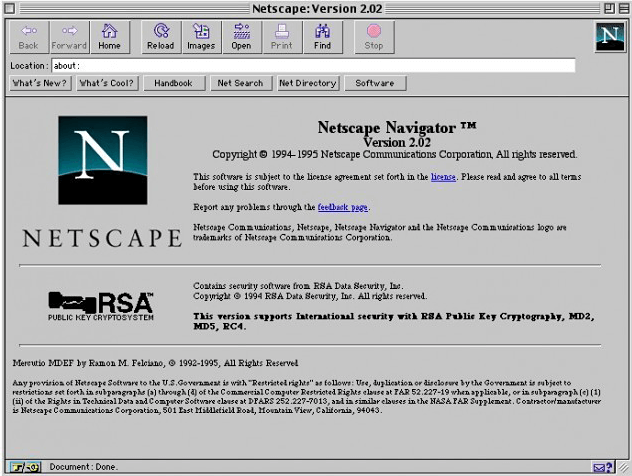 Netscape: Version 2.02
Back Forward Home Reload Images Open Print Find Stop
N
Location: about:
What's New? What's Cool? Handbook Net Search Net Directory Software
N
NETSCAPE
Netscape Navigator ™
Version 2.02
Copyright © 1994-1995 Netscape Communications Corporation, All rights reserved.
This software is subject to the license agreement set forth in the license. Please read and agree to all terms
before using this software.
Report any problems through the feedback page.
Netscape Communications, Netscape, Netscape Navigator and the Netscape Communications logo are
trademarks of Netscape Communications Corporation.
RSA™
PUBLIC KEY CRYPTOSYSTEM
Contains security software from RSA Data Security, Inc.
Copyright © 1994 RSA Data Security, Inc. All rights reserved.
This version supports International security with RSA Public Key Cryptography, MD2,
MD5, RC4.
Mercutio MDEF by Ramon M. Felciano, © 1992-1995, All Rights Reserved
Any provision of Netscape Software to the U.S.Government is with "Restricted rights" as follows: Use, duplication or disclosure by the Government is subject to
restrictions set forth in subparagraphs (a) through (d) of the Commercial Computer Restricted Rights clause at FAR 52.227-19 when applicable, or in subparagraph (c) (1)
(ii) of the Rights in Technical Data and Computer Software clause at DFARS 252.227-7013, and in similar clauses in the NASA FAR Supplement. Contractor/manufacturer
is Netscape Communications Corporation, 501 East Middlefield Road, Mountain View, California, 94043.
Document: Done.
?